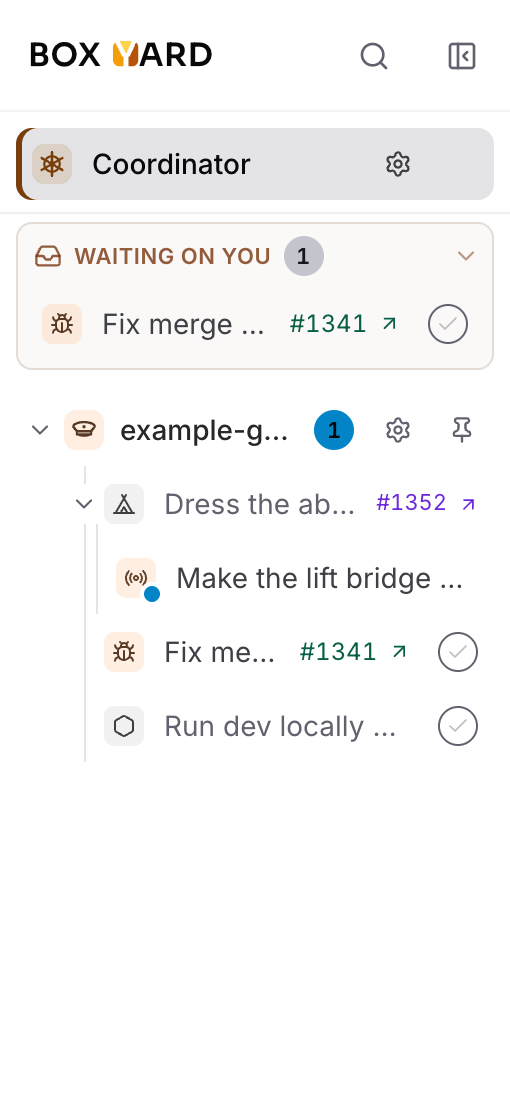 BOX YARD
Coordinator
WAITING ON YOU 1
Fix merge ... #1341
example-g... 1
Dress the ab... #1352
Make the lift bridge ...
Fix me... #1341
Run dev locally ...